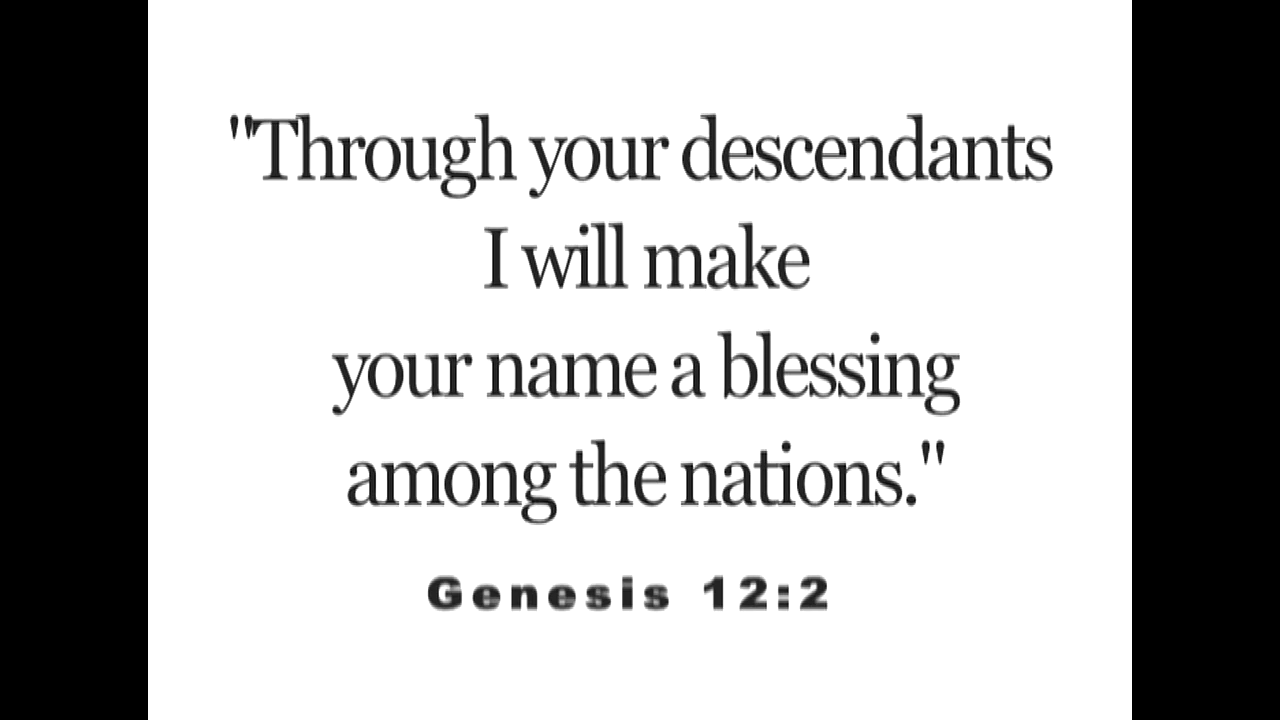 "Through your descendants
I will make
your name a blessing
among the nations."
Genesis 12:2